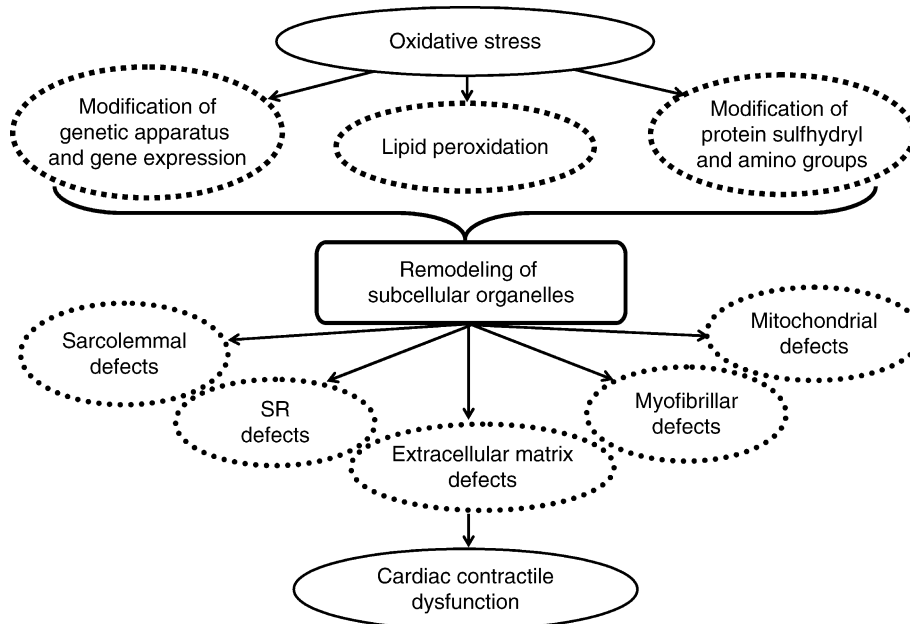 Oxidative stress
Modification of
genetic apparatus
and gene expression
Lipid peroxidation
Modification of
protein sulfhydryl
and amino groups
Remodeling of
subcellular organelles
Sarcolemmal
defects
SR
defects
Extracellular matrix
defects
Myofibrillar
defects
Mitochondrial
defects
Cardiac contractile
dysfunction